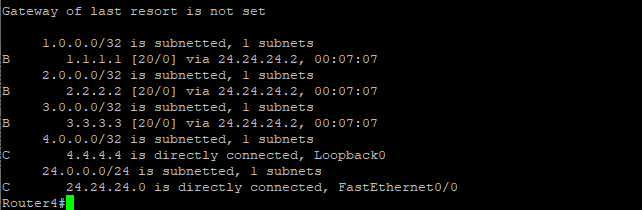 Gateway of last resort is not set
     1.0.0.0/32 is subnetted, 1 subnets
B       1.1.1.1 [20/0] via 24.24.24.2, 00:07:07
     2.0.0.0/32 is subnetted, 1 subnets
B       2.2.2.2 [20/0] via 24.24.24.2, 00:07:07
     3.0.0.0/32 is subnetted, 1 subnets
B       3.3.3.3 [20/0] via 24.24.24.2, 00:07:07
     4.0.0.0/32 is subnetted, 1 subnets
C       4.4.4.4 is directly connected, Loopback0
     24.0.0.0/24 is subnetted, 1 subnets
C       24.24.24.0 is directly connected, FastEthernet0/0
Router4#